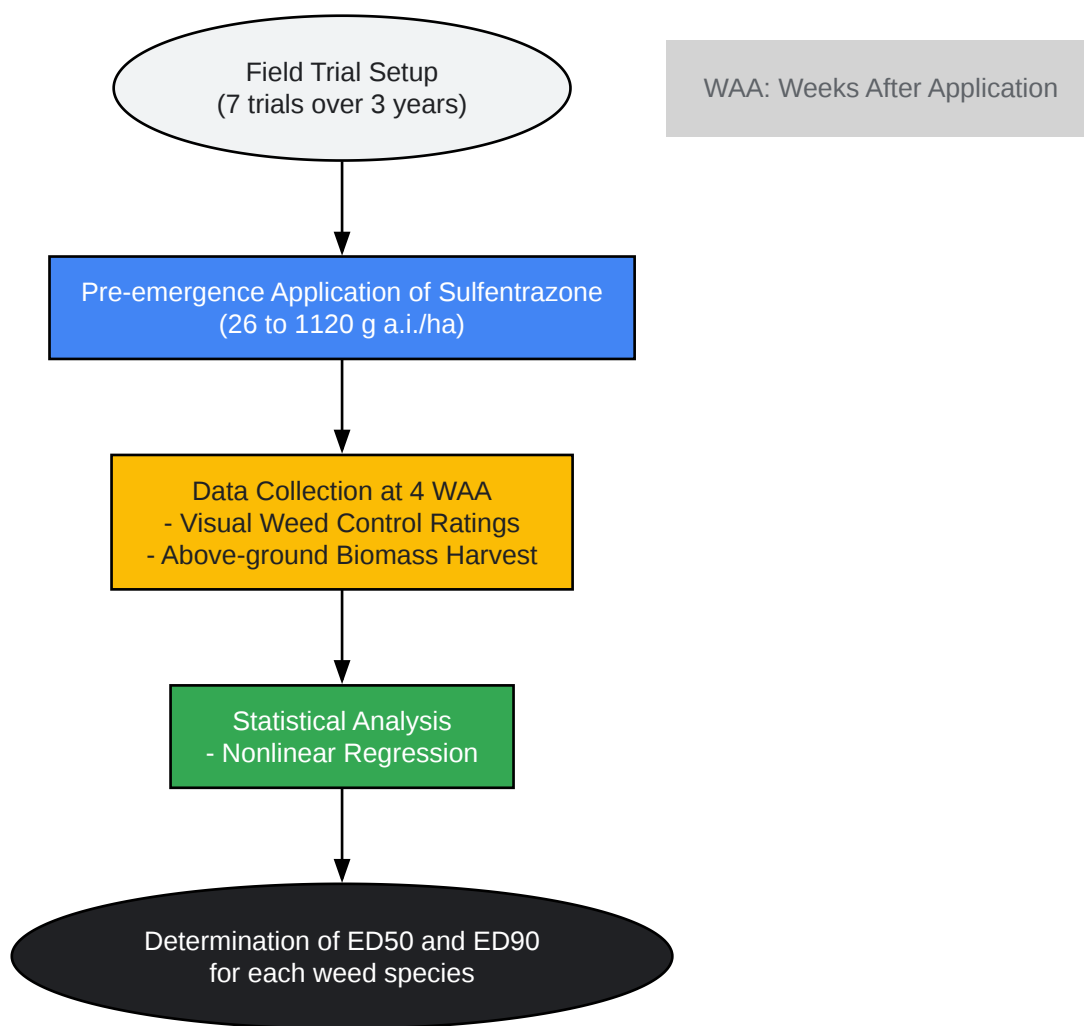 Field Trial Setup
(7 trials over 3 years)
WAA: Weeks After Application
Pre-emergence Application of Sulfentrazone
(26 to 1120 g a.i./ha)
Data Collection at 4 WAA
- Visual Weed Control Ratings
- Above-ground Biomass Harvest
Statistical Analysis
- Nonlinear Regression
Determination of ED50 and ED90
for each weed species